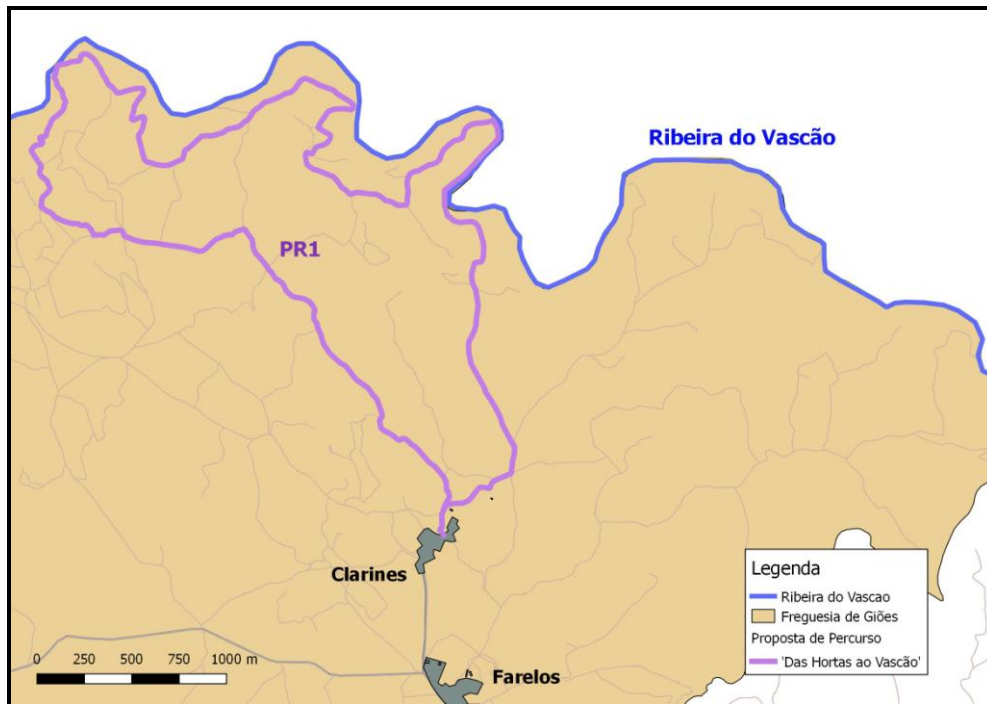 Ribeira do Vascão
PR1
Clarines
Farelos
0 250 500 750 1000 m
Legenda
Ribeira do Vascao
Freguesia de Giões
Proposta de Percurso
'Das Hortas ao Vascão'